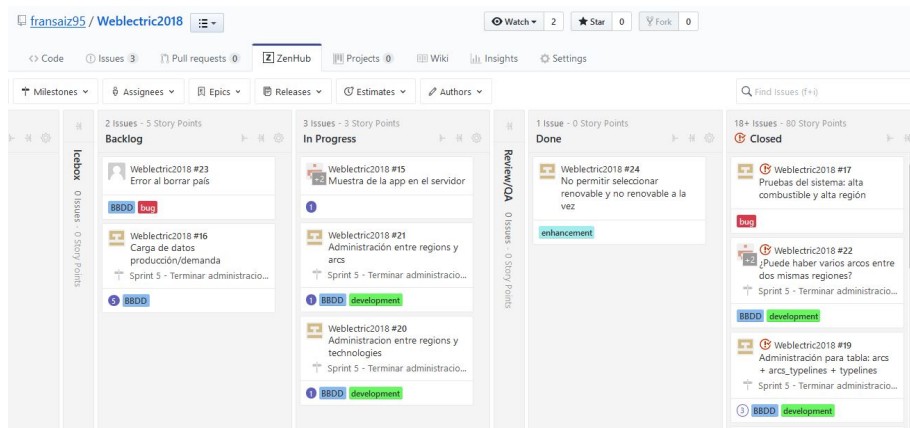 fransaiz95 / Weblectric2018
Watch 2 Star 0 Fork 0
Code Issues 3 Pull requests 0 ZenHub Projects 0 Wiki Insights Settings
Milestones Assignees Epics Releases Estimates Authors Find Issues (f+i)
Icebox 0 Issues - 0 Story Points
2 Issues - 5 Story Points
Backlog
Weblectric2018 #23
Error al borrar país
BBDD bug
Weblectric2018 #16
Carga de datos
producción/demanda
Sprint 5 - Terminar administracio...
5 BBDD
3 Issues - 3 Story Points
In Progress
+2
Weblectric2018 #15
Muestra de la app en el servidor
1
Weblectric2018 #21
Administración entre regions y
arcs
Sprint 5 - Terminar administracio...
1 BBDD development
Weblectric2018 #20
Administracion entre regions y
technologies
Sprint 5 - Terminar administracio...
1 BBDD development
Review/QA 0 Issues - 0 Story Points
1 Issue - 0 Story Points
Done
Weblectric2018 #24
No permitir seleccionar
renovable y no renovable a la
vez
enhancement
18+ Issues - 80 Story Points
Closed
Weblectric2018 #17
Pruebas del sistema: alta
combustible y alta región
bug
+2
Weblectric2018 #22
¿Puede haber varios arcos entre
dos mismas regiones?
Sprint 5 - Terminar administracio...
BBDD development
Weblectric2018 #19
Administración para tabla: arcs
+ arcs_typelines + typelines
Sprint 5 - Terminar administracio...
3 BBDD development